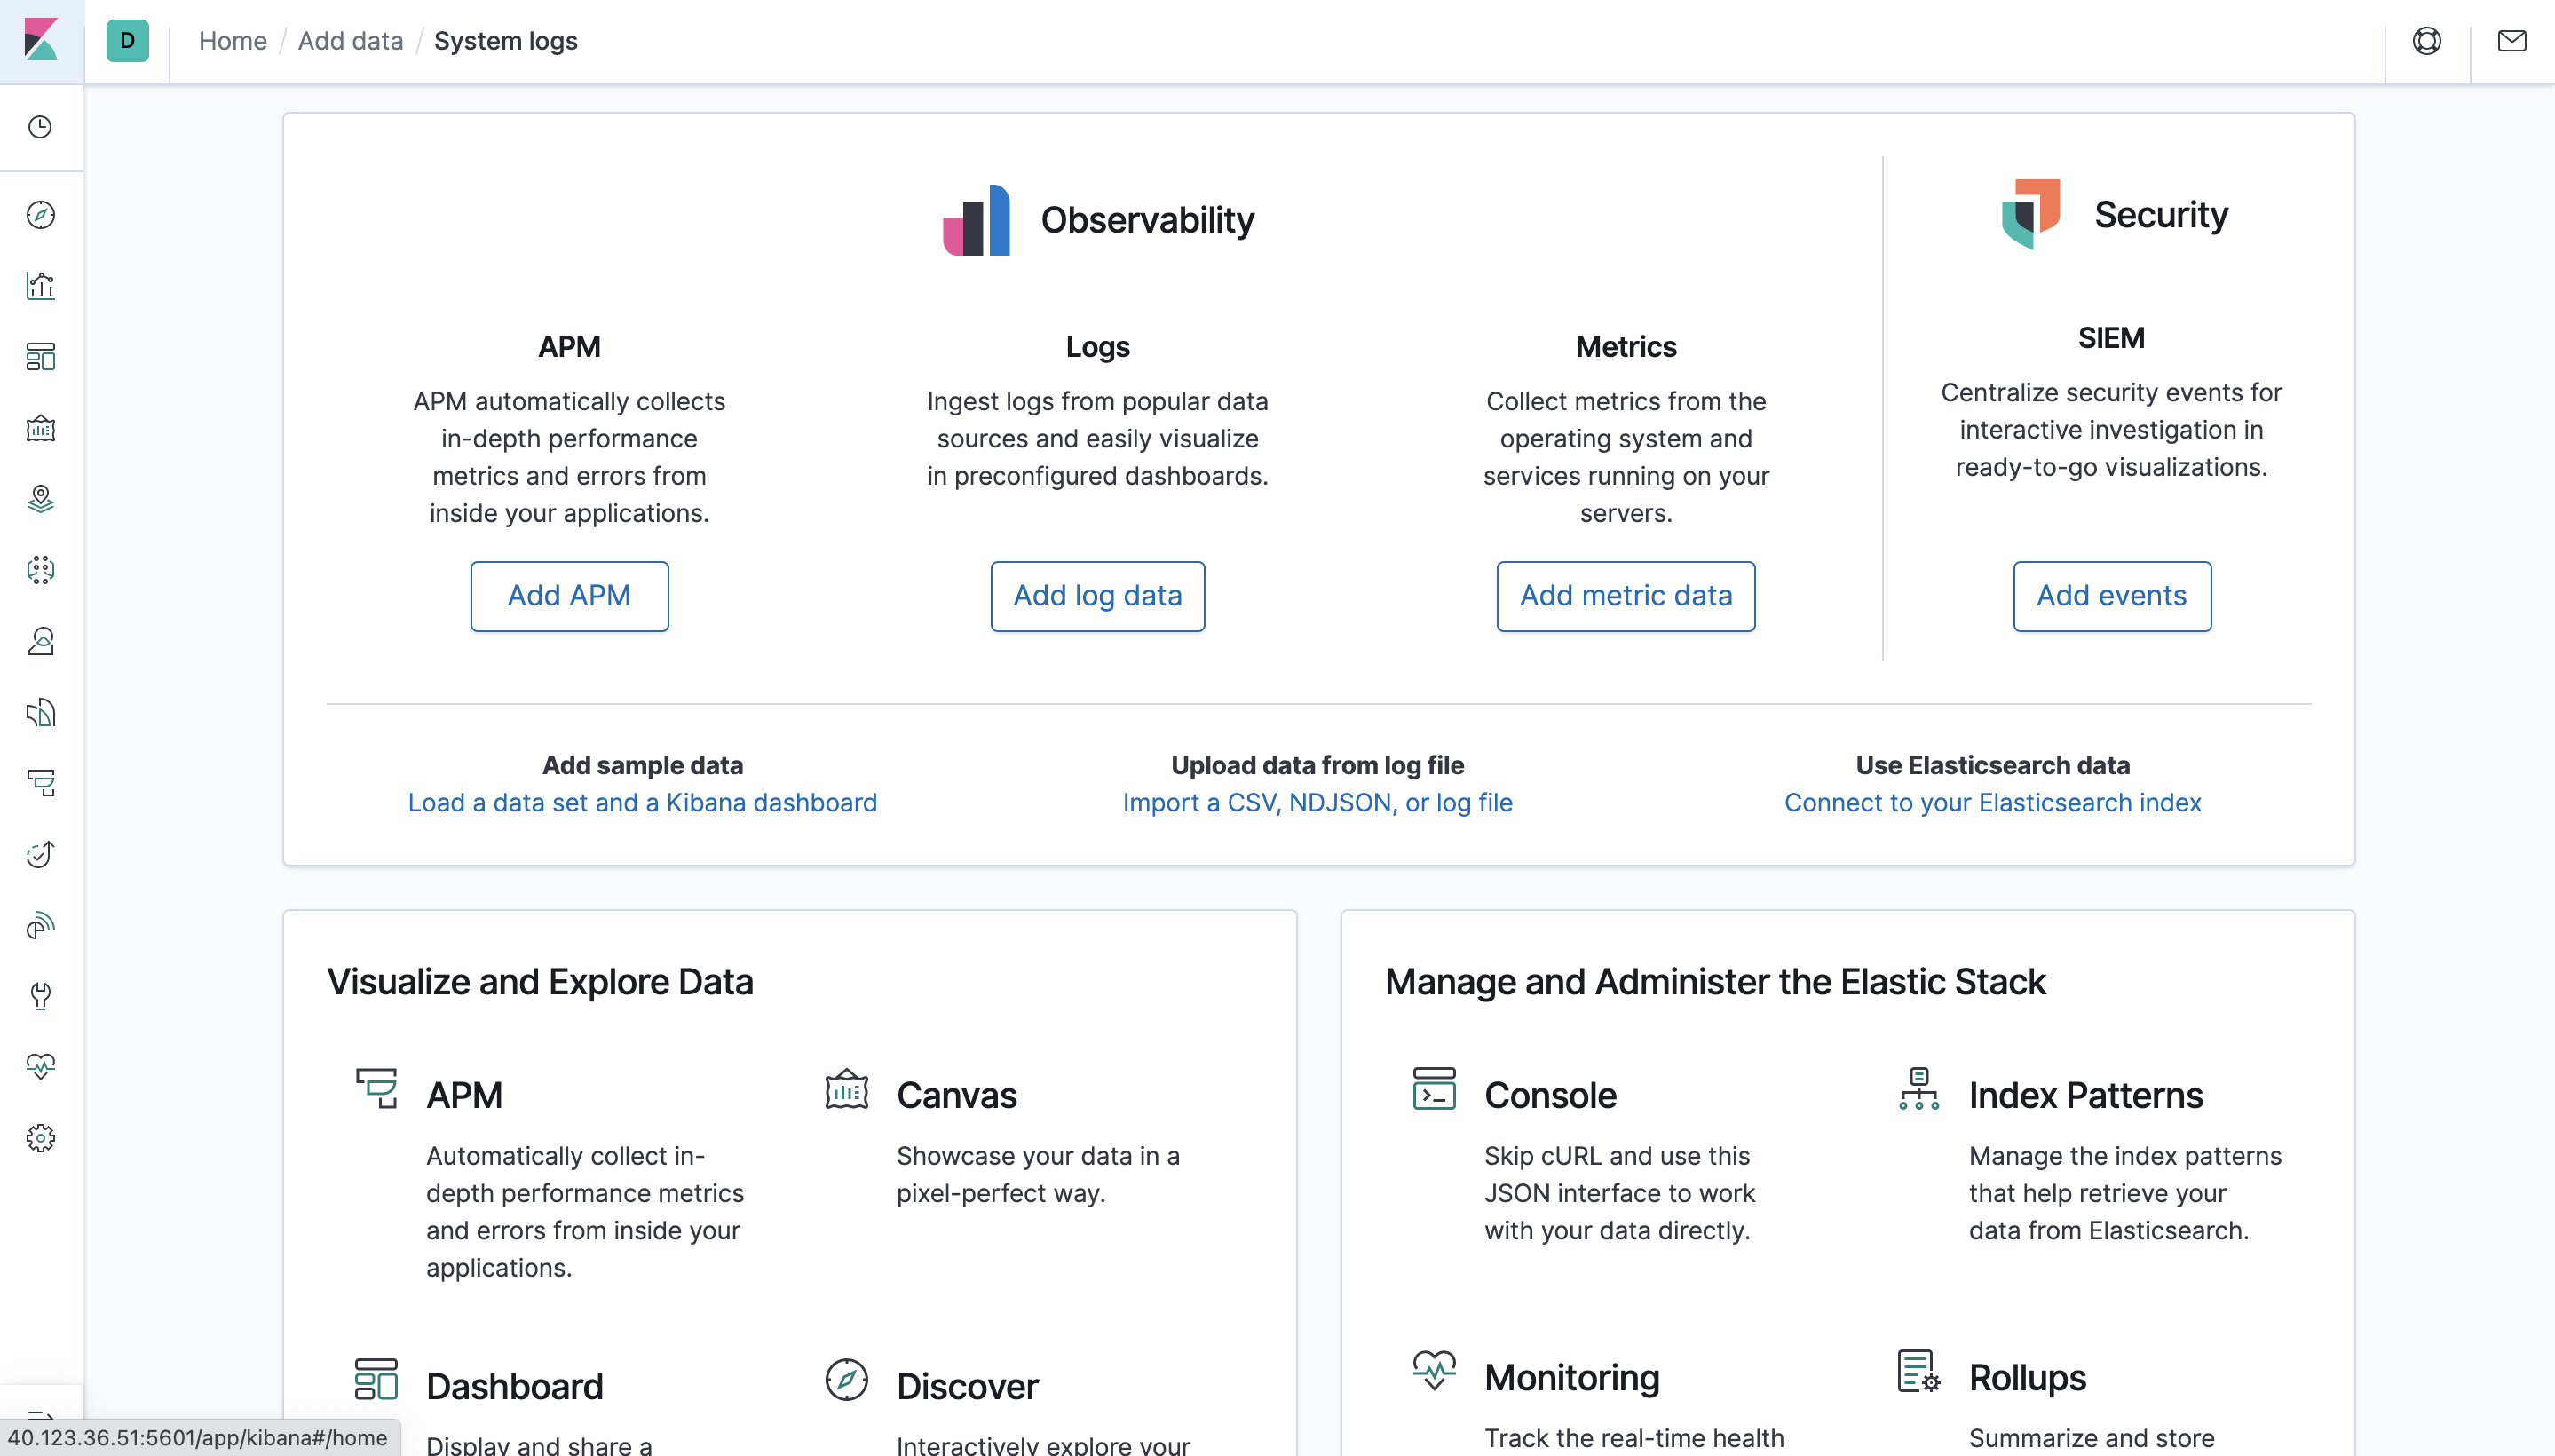 D
Home / Add data / System logs
Observability
Security
APM
APM automatically collects
in-depth performance
metrics and errors from
inside your applications.
Add APM
Logs
Ingest logs from popular data
sources and easily visualize
in preconfigured dashboards.
Add log data
Metrics
Collect metrics from the
operating system and
services running on your
servers.
Add metric data
SIEM
Centralize security events for
interactive investigation in
ready-to-go visualizations.
Add events
Add sample data
Load a data set and a Kibana dashboard
Upload data from log file
Import a CSV, NDJSON, or log file
Use Elasticsearch data
Connect to your Elasticsearch index
Visualize and Explore Data
APM
Automatically collect in-
depth performance metrics
and errors from inside your
applications.
Canvas
Showcase your data in a
pixel-perfect way.
Dashboard
Display and share a
Discover
Interactively explore your
Manage and Administer the Elastic Stack
Console
Skip cURL and use this
JSON interface to work
with your data directly.
Index Patterns
Manage the index patterns
that help retrieve your
data from Elasticsearch.
Monitoring
Track the real-time health
Rollups
Summarize and store
40.123.36.51:5601/app/kibana#/home